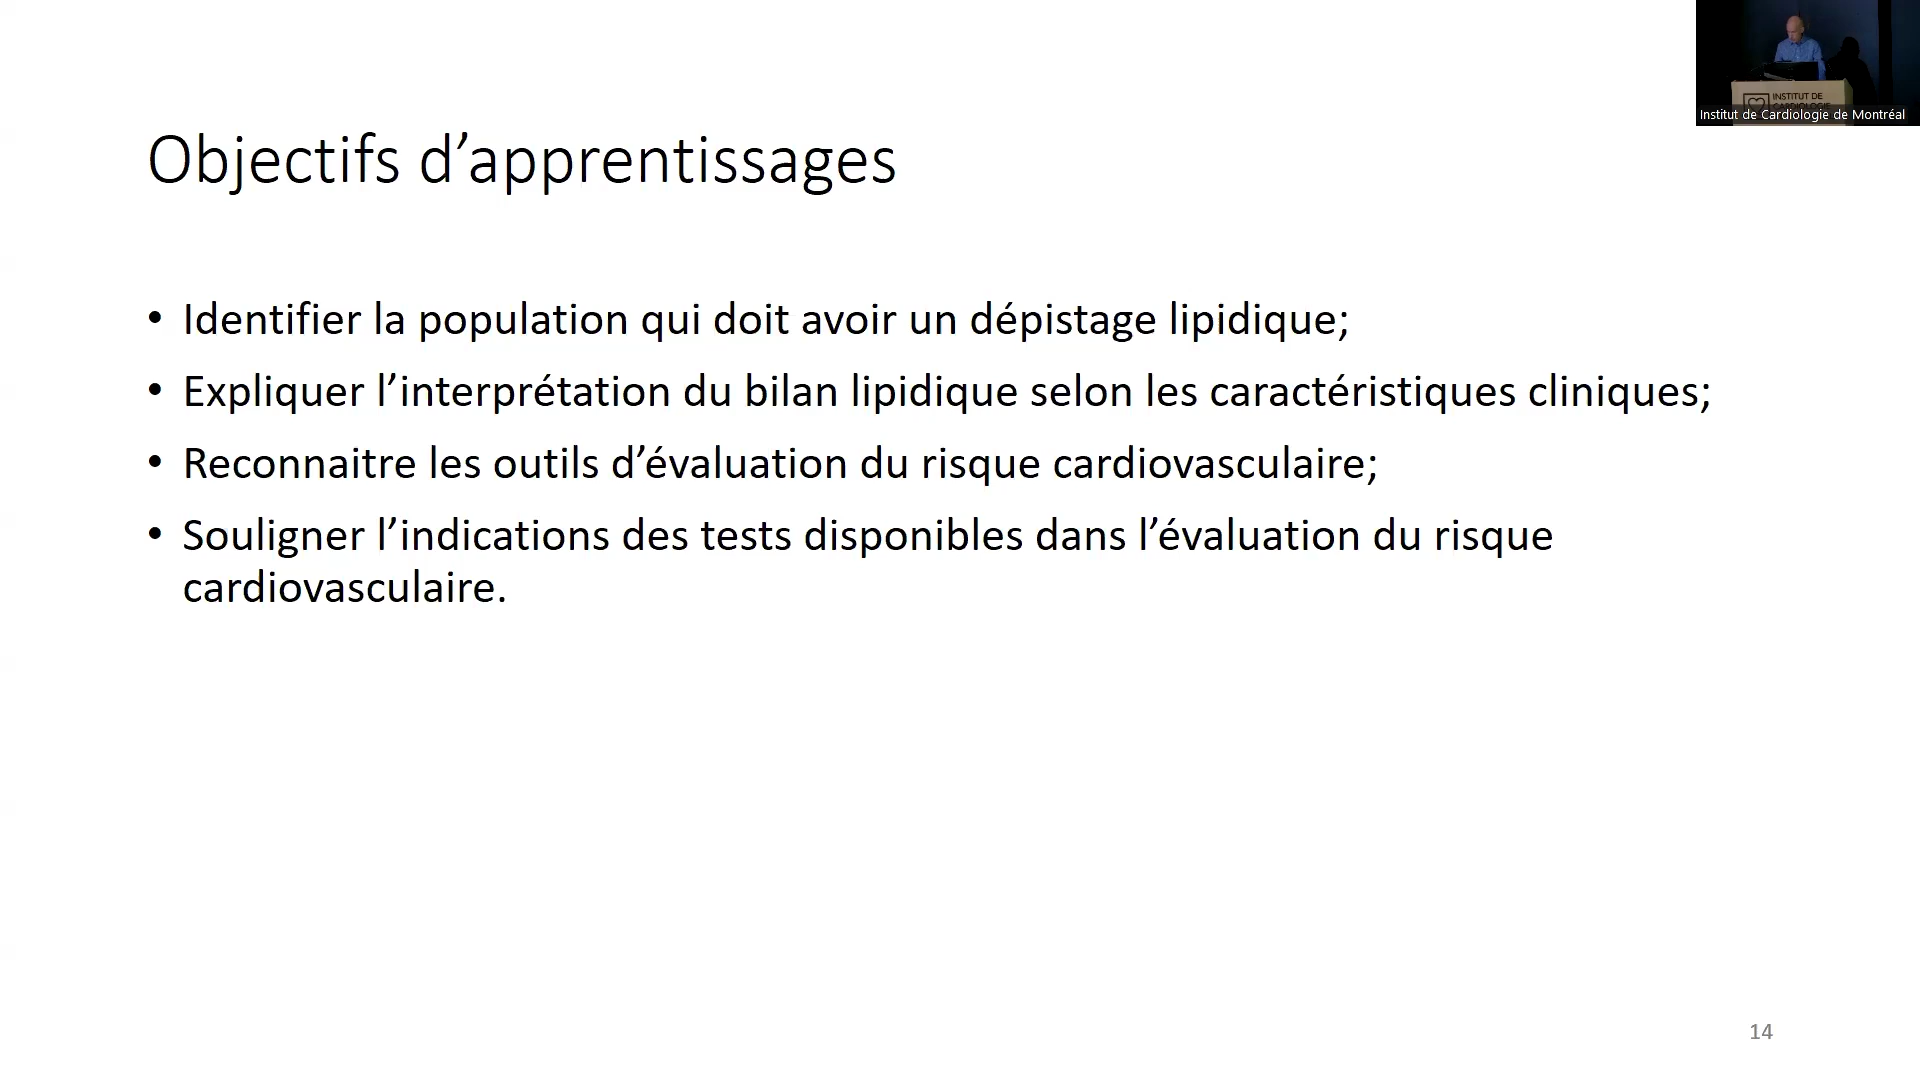 INSTITUT DE
CARDIOLOGIE
Institut de Cardiologie de Montréal
Objectifs d’apprentissages
• Identifier la population qui doit avoir un dépistage lipidique;
• Expliquer l’interprétation du bilan lipidique selon les caractéristiques cliniques;
• Reconnaitre les outils d’évaluation du risque cardiovasculaire;
• Souligner l’indications des tests disponibles dans l’évaluation du risque
cardiovasculaire.
14